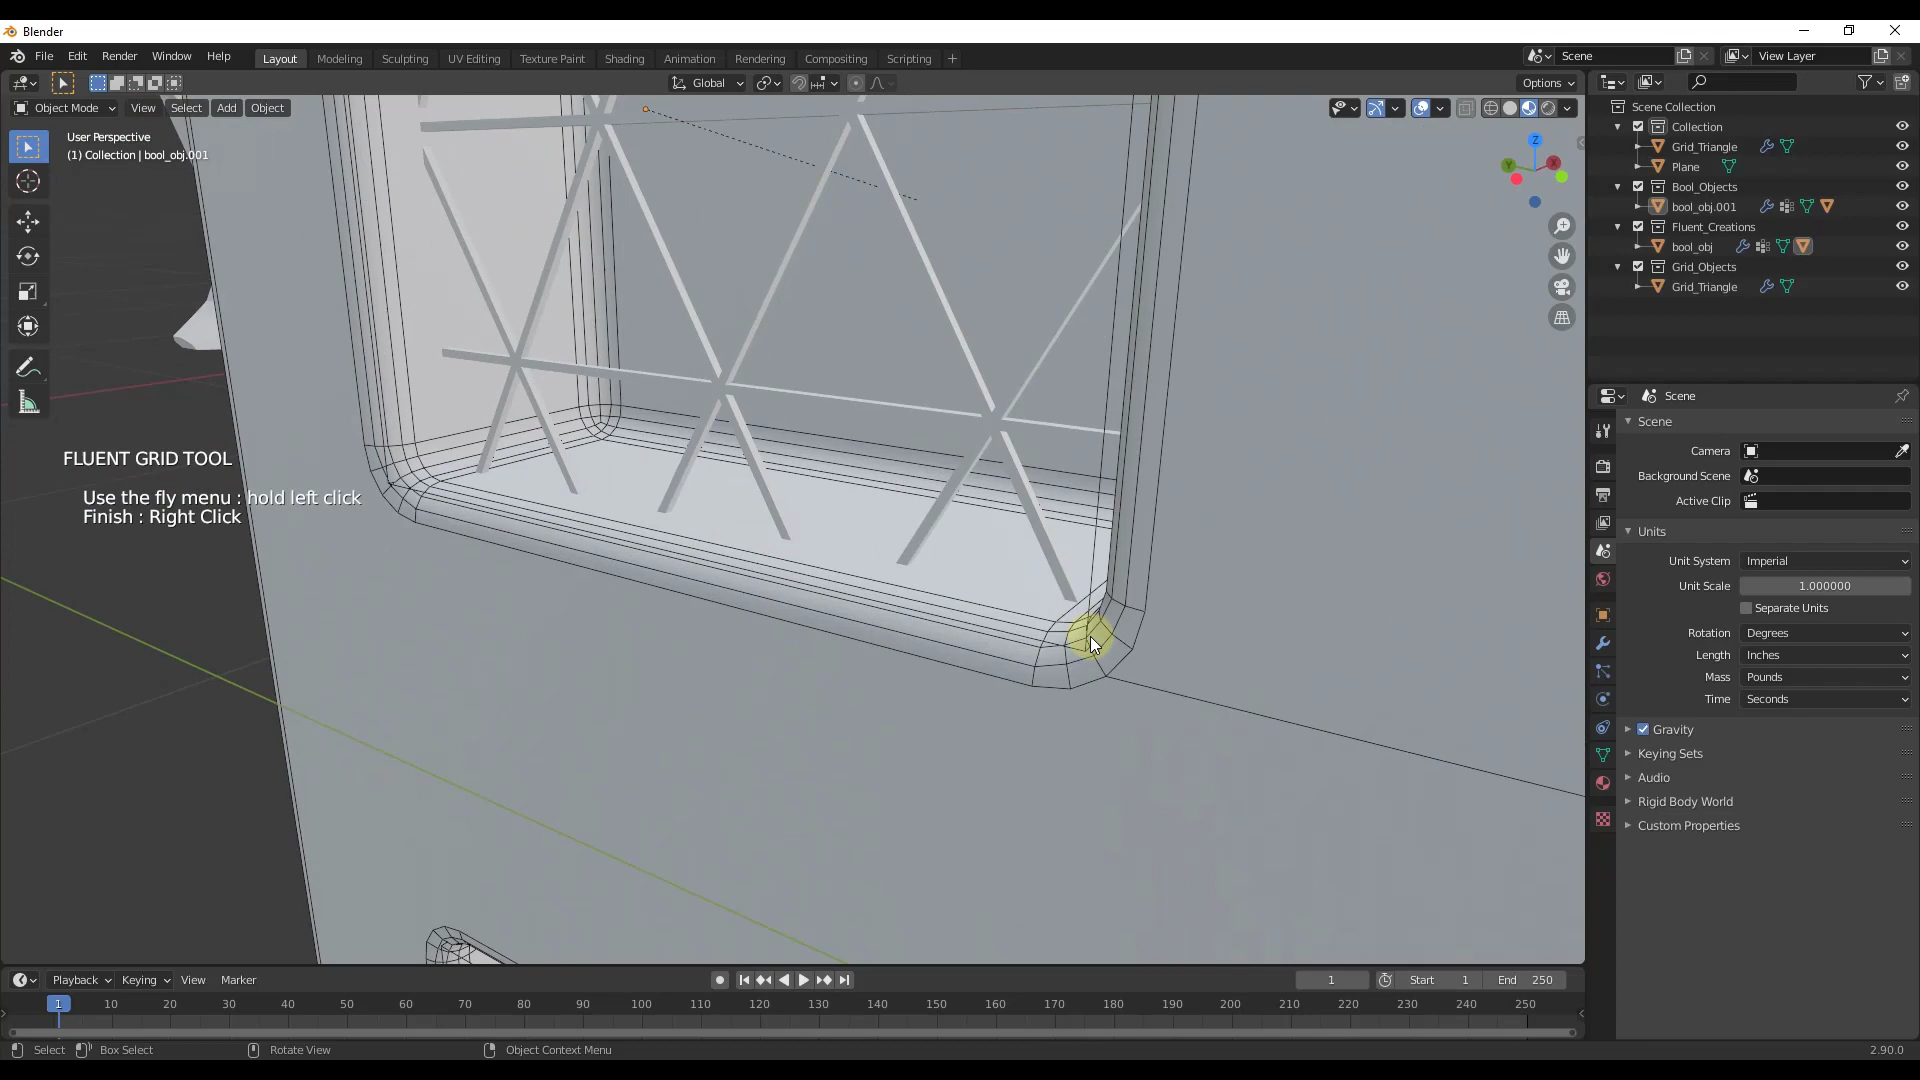 Blender
File Edit Render Window Help Layout Modeling Sculpting UV Editing Texture Paint Shading Animation Rendering Compositing Scripting + Scene View Layer
Global Options
Object Mode View Select Add Object
User Perspective
(1) Collection | bool_obj.001
FLUENT GRID TOOL
Use the fly menu : hold left click
Finish : Right Click
Z
Y
X
Scene Collection
Collection
Grid_Triangle
Plane
Bool_Objects
bool_obj.001
Fluent_Creations
bool_obj
Grid_Objects
Grid_Triangle
Scene
Scene
Camera
Background Scene
Active Clip
Units
Unit System Imperial
Unit Scale 1.000000
Separate Units
Rotation Degrees
Length Inches
Mass Pounds
Time Seconds
Gravity
Keying Sets
Audio
Rigid Body World
Custom Properties
Playback Keying View Marker 1 Start 1 End 250
1 10 20 30 40 50 60 70 80 90 100 110 120 130 140 150 160 170 180 190 200 210 220 230 240 250
Select Box Select Rotate View Object Context Menu 2.90.0